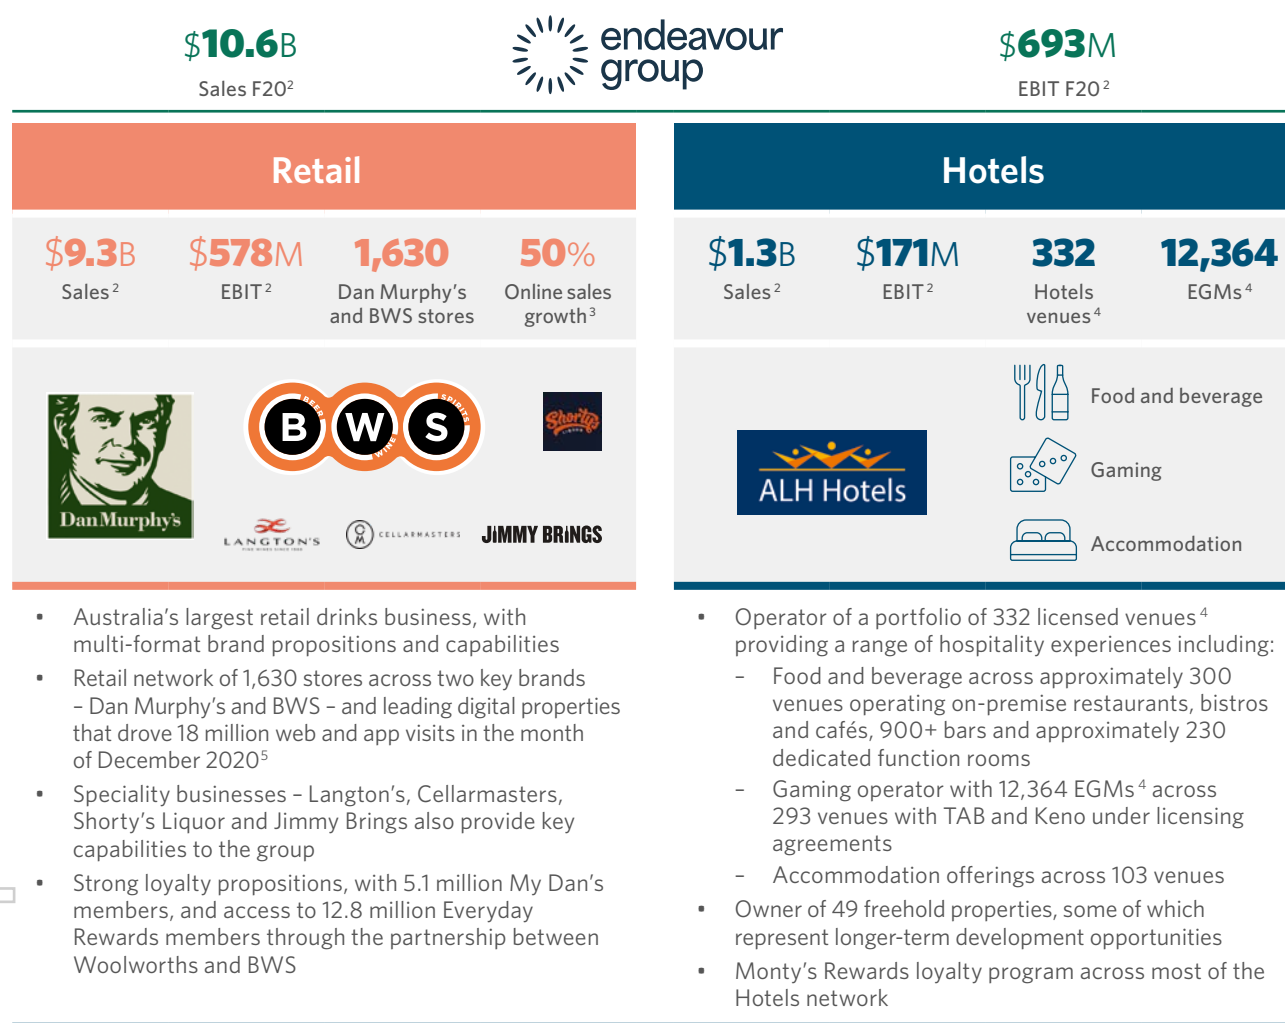 $10.6B
Sales F20²
endeavour
group
$693M
EBIT F20²
Retail
$9.3B
Sales²
$578M
EBIT²
1,630
Dan Murphy's
and BWS stores
50%
Online sales
growth³
Dan Murphy's
BEER
B
WINE
W
SPIRITS
S
Shorty's
LIQUOR
LANGTON'S
FINE WINES SINCE 1988
CM
CELLARMASTERS
JIMMY BRINGS
• Australia's largest retail drinks business, with
multi-format brand propositions and capabilities
• Retail network of 1,630 stores across two key brands
– Dan Murphy's and BWS – and leading digital properties
that drove 18 million web and app visits in the month
of December 2020⁵
• Speciality businesses – Langton's, Cellarmasters,
Shorty's Liquor and Jimmy Brings also provide key
capabilities to the group
• Strong loyalty propositions, with 5.1 million My Dan's
members, and access to 12.8 million Everyday
Rewards members through the partnership between
Woolworths and BWS
Hotels
$1.3B
Sales²
$171M
EBIT²
332
Hotels
venues⁴
12,364
EGMs⁴
ALH Hotels
Food and beverage
Gaming
Accommodation
• Operator of a portfolio of 332 licensed venues⁴
providing a range of hospitality experiences including:
– Food and beverage across approximately 300
venues operating on-premise restaurants, bistros
and cafés, 900+ bars and approximately 230
dedicated function rooms
– Gaming operator with 12,364 EGMs⁴ across
293 venues with TAB and Keno under licensing
agreements
– Accommodation offerings across 103 venues
• Owner of 49 freehold properties, some of which
represent longer-term development opportunities
• Monty's Rewards loyalty program across most of the
Hotels network